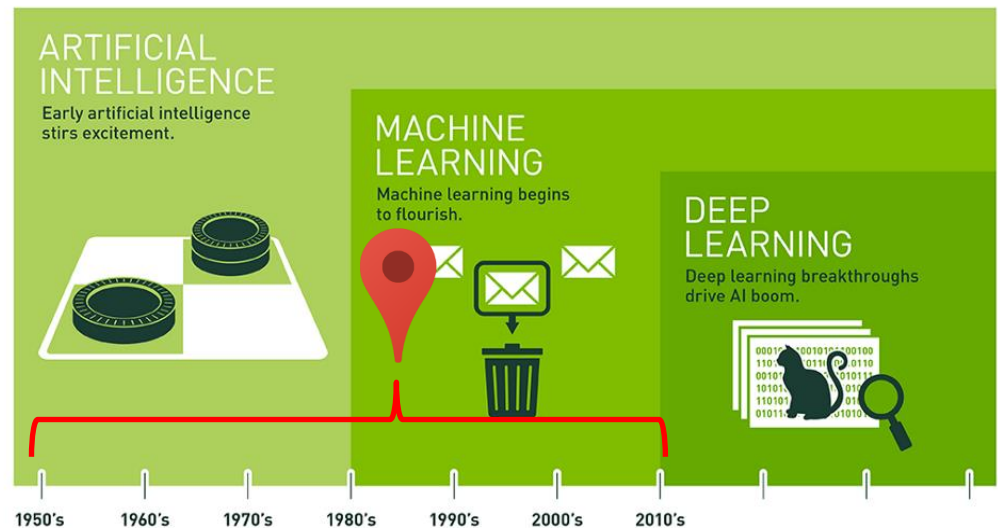 ARTIFICIAL
INTELLIGENCE
Early artificial intelligence
stirs excitement.
MACHINE
LEARNING
Machine learning begins
to flourish.
DEEP
LEARNING
Deep learning breakthroughs
drive AI boom.
1950's 1960's 1970's 1980's 1990's 2000's 2010's